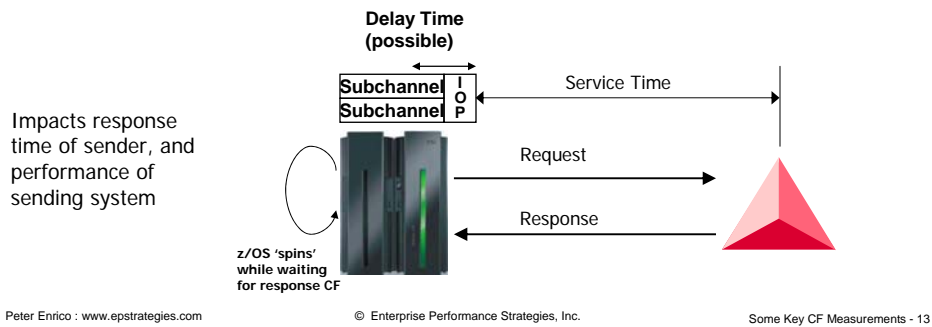 Delay Time
(possible)
Subchannel
Subchannel
I
O
P
Service Time
Impacts response
time of sender, and
performance of
sending system
Request
Response
z/OS 'spins'
while waiting
for response CF
Peter Enrico : www.epstrategies.com
© Enterprise Performance Strategies, Inc.
Some Key CF Measurements - 13